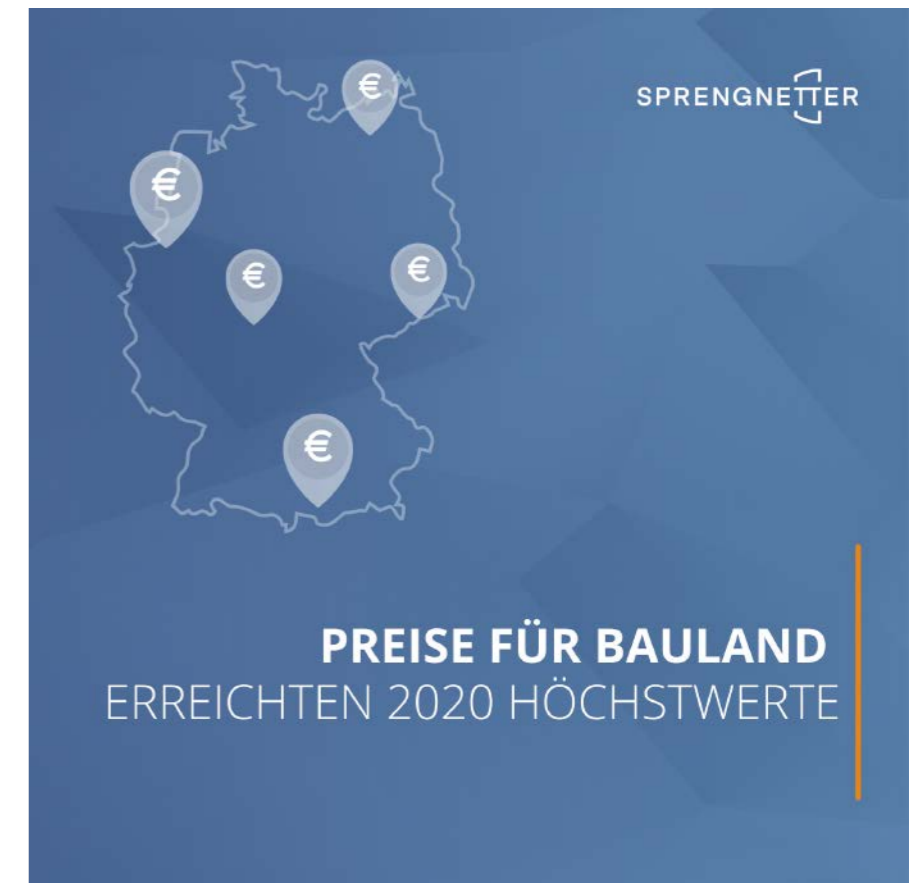 €
SPRENGNETTER
€
€
€
€
PREISE FÜR BAULAND
ERREICHTEN 2020 HÖCHSTWERTE